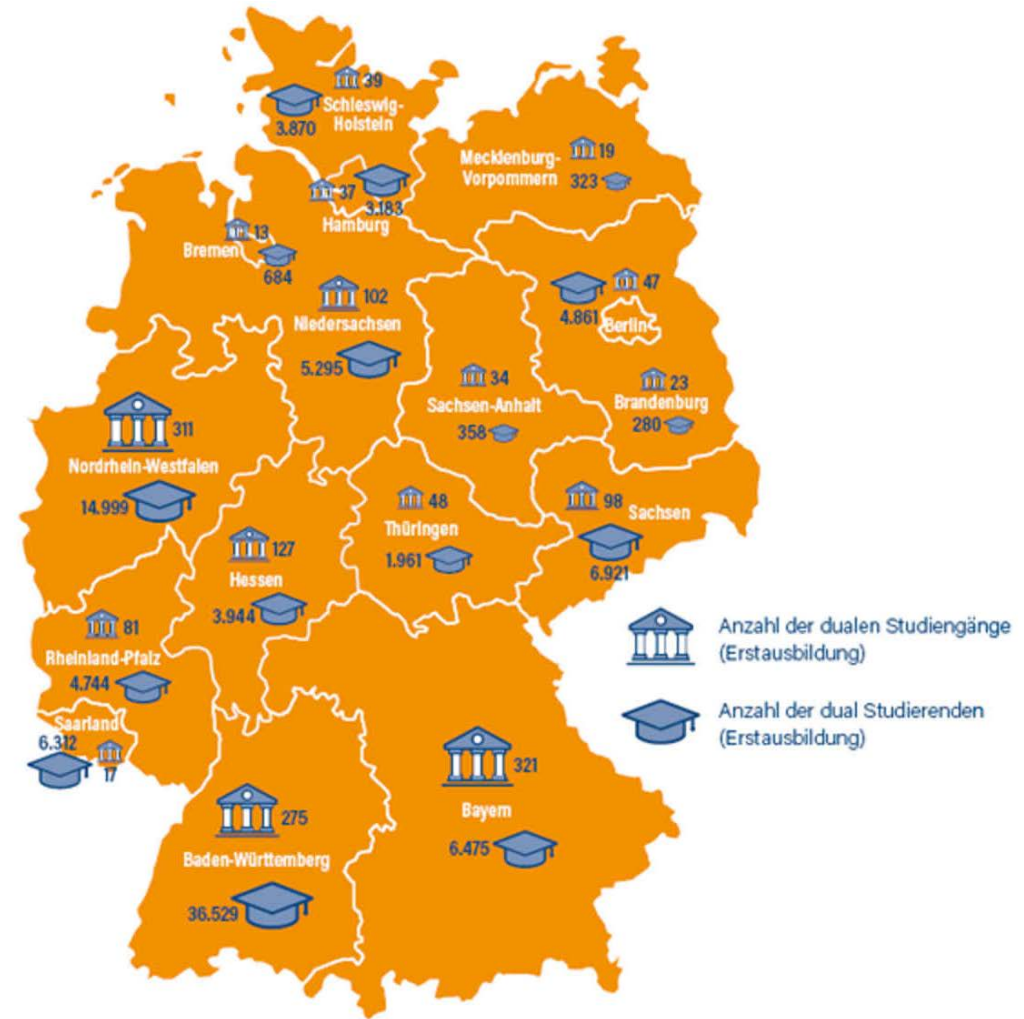 39
Schleswig-
Holstein
3.870
Mecklenburg-
Vorpommern
19
323
37
3.183
Hamburg
13
Bremen
684
102
Niedersachsen
5.295
47
4.861
Berlin
34
Sachsen-Anhalt
358
23
Brandenburg
280
311
Nordrhein-Westfalen
14.999
48
Thüringen
1.961
98
Sachsen
6.921
127
Hessen
3.944
81
Rheinland-Pfalz
4.744
Saarland
6.312
17
321
Bayern
6.475
275
Baden-Württemberg
36.529
Anzahl der dualen Studiengänge
(Erstausbildung)
Anzahl der dual Studierenden
(Erstausbildung)